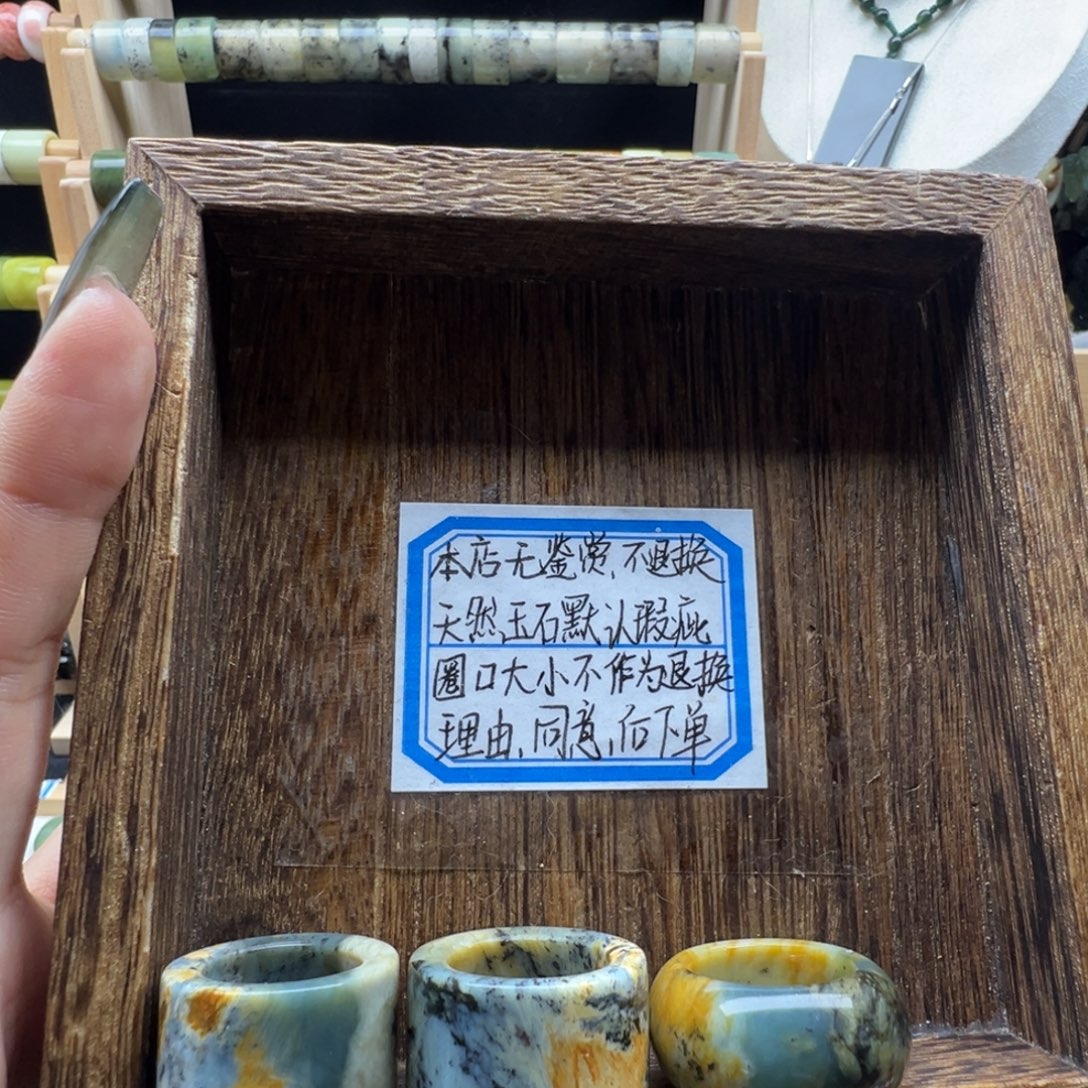 本店无鉴赏、不退换
天然玉石默认瑕疵
圈口大小不作为退换
理由、同意、后下单